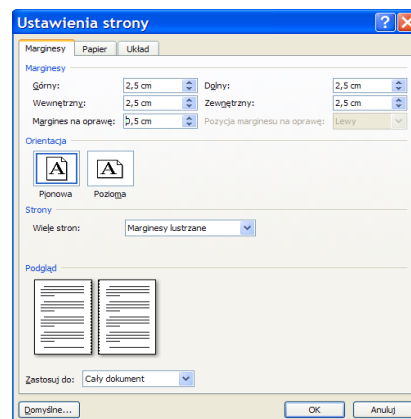 Ustawienia strony
Marginesy Papier Układ
Marginesy
Górny: 2,5 cm Dolny: 2,5 cm
Wewnętrzny: 2,5 cm Zewnętrzny: 2,5 cm
Margines na oprawę: 0,5 cm Pozycja marginesu na oprawę: Lewy
Orientacja
A A
Pionowa Pozioma
Strony
Wiele stron: Marginesy lustrzane
Podgląd
Zastosuj do: Cały dokument
Domyślne... OK Anuluj